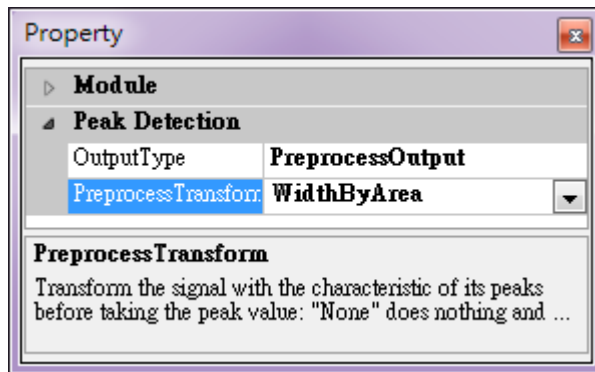 Property
Module
Peak Detection
OutputType PreprocessOutput
PreprocessTransform WidthByArea
PreprocessTransform
Transform the signal with the characteristic of its peaks
before taking the peak value: "None" does nothing and ...